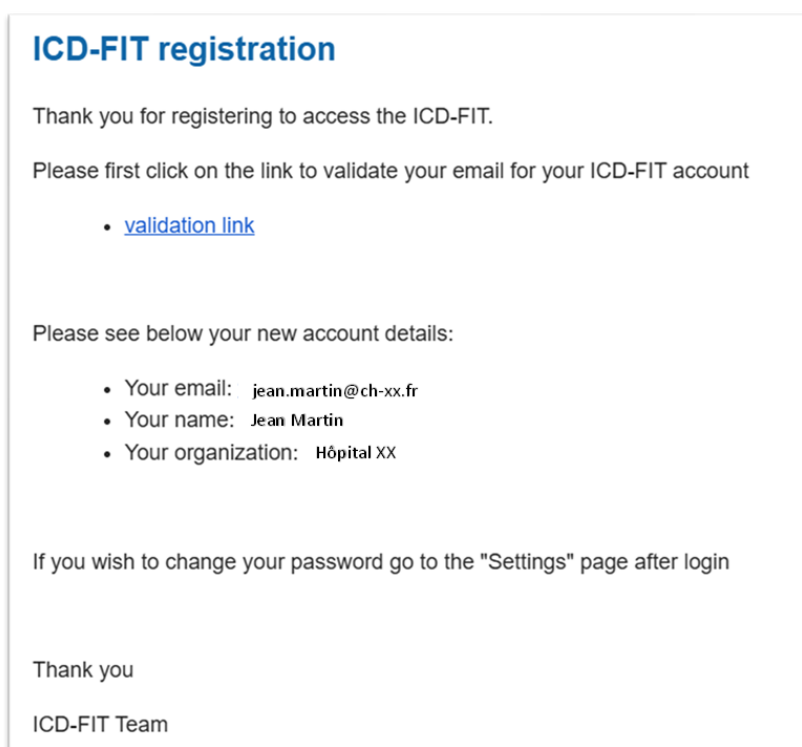 ICD-FIT registration
Thank you for registering to access the ICD-FIT.
Please first click on the link to validate your email for your ICD-FIT account
• validation link
Please see below your new account details:
• Your email: jean.martin@ch-xx.fr
• Your name: Jean Martin
• Your organization: Hôpital XX
If you wish to change your password go to the "Settings" page after login
Thank you
ICD-FIT Team